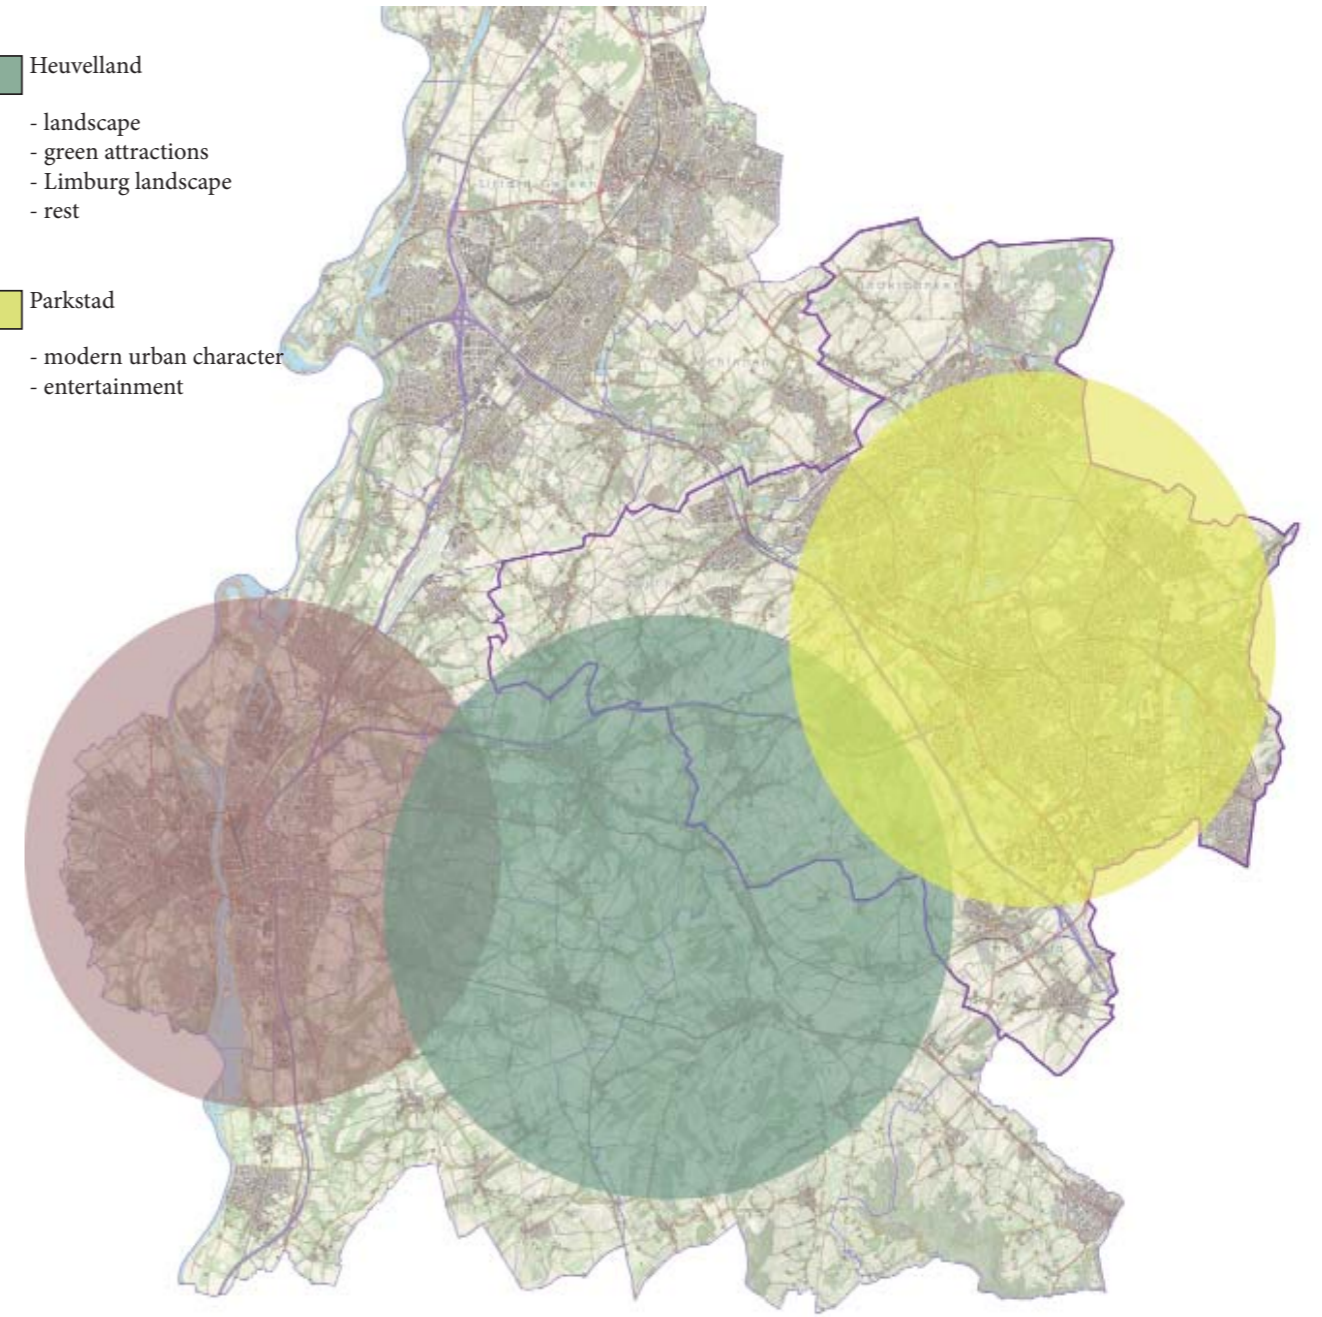 Heuvelland
- landscape
- green attractions
- Limburg landscape
- rest
Parkstad
- modern urban character
- entertainment